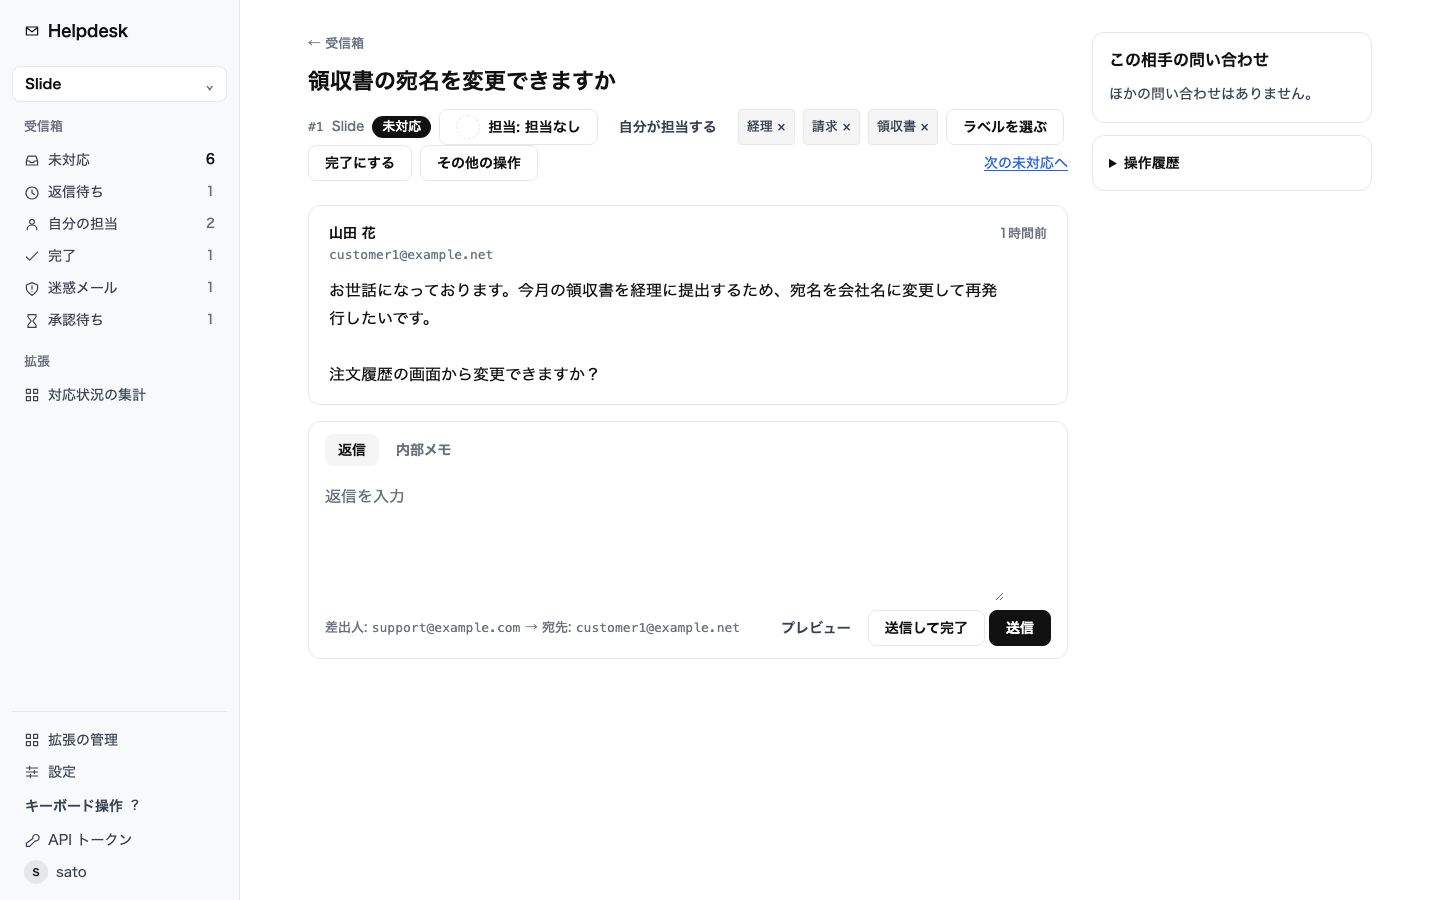 Helpdesk
Slide
受信箱
未対応 6
返信待ち 1
自分の担当 2
完了 1
迷惑メール 1
承認待ち 1
拡張
対応状況の集計
拡張の管理
設定
キーボード操作 ?
API トークン
S sato
← 受信箱
領収書の宛名を変更できますか
#1 Slide 未対応 担当: 担当なし 自分が担当する 経理 × 請求 × 領収書 × ラベルを選ぶ
完了にする その他の操作 次の未対応へ
山田 花 1時間前
customer1@example.net
お世話になっております。今月の領収書を経理に提出するため、宛名を会社名に変更して再発
行したいです。
注文履歴の画面から変更できますか？
返信 内部メモ
返信を入力
差出人: support@example.com → 宛先: customer1@example.net プレビュー 送信して完了 送信
この相手の問い合わせ
ほかの問い合わせはありません。
▶ 操作履歴